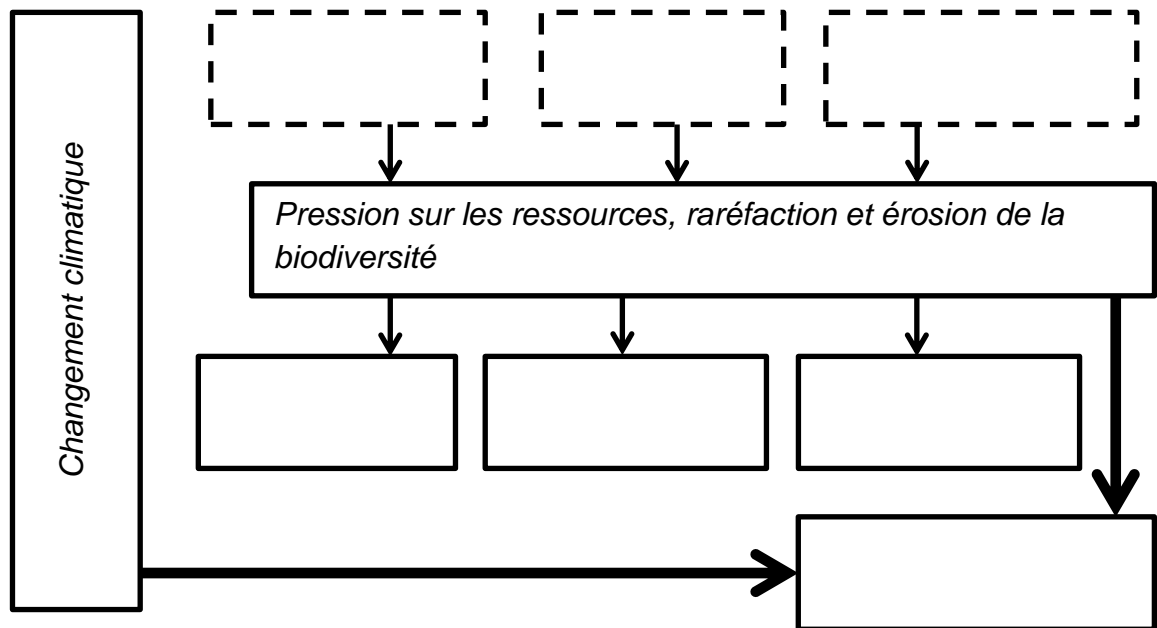 Changement climatique
Pression sur les ressources, raréfaction et érosion de la
biodiversité